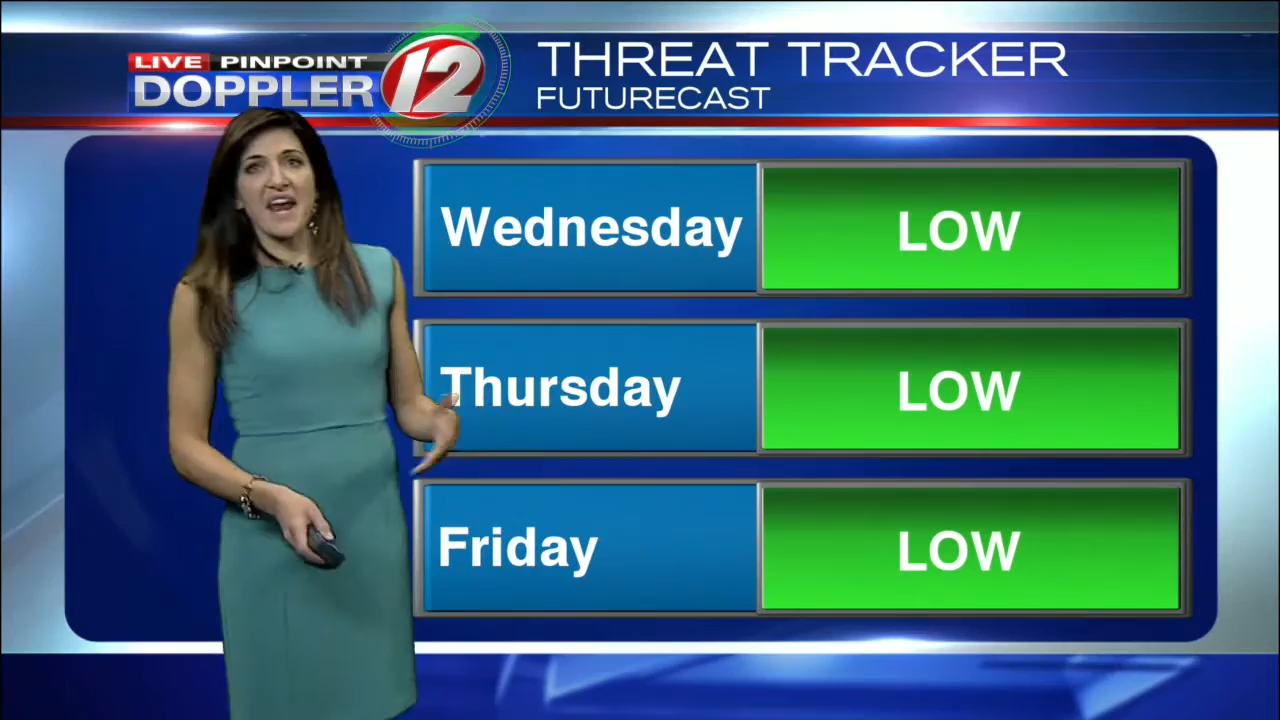 LIVE PINPOINT
DOPPLER 12
THREAT TRACKER
FUTURECAST
Wednesday LOW
Thursday LOW
Friday LOW